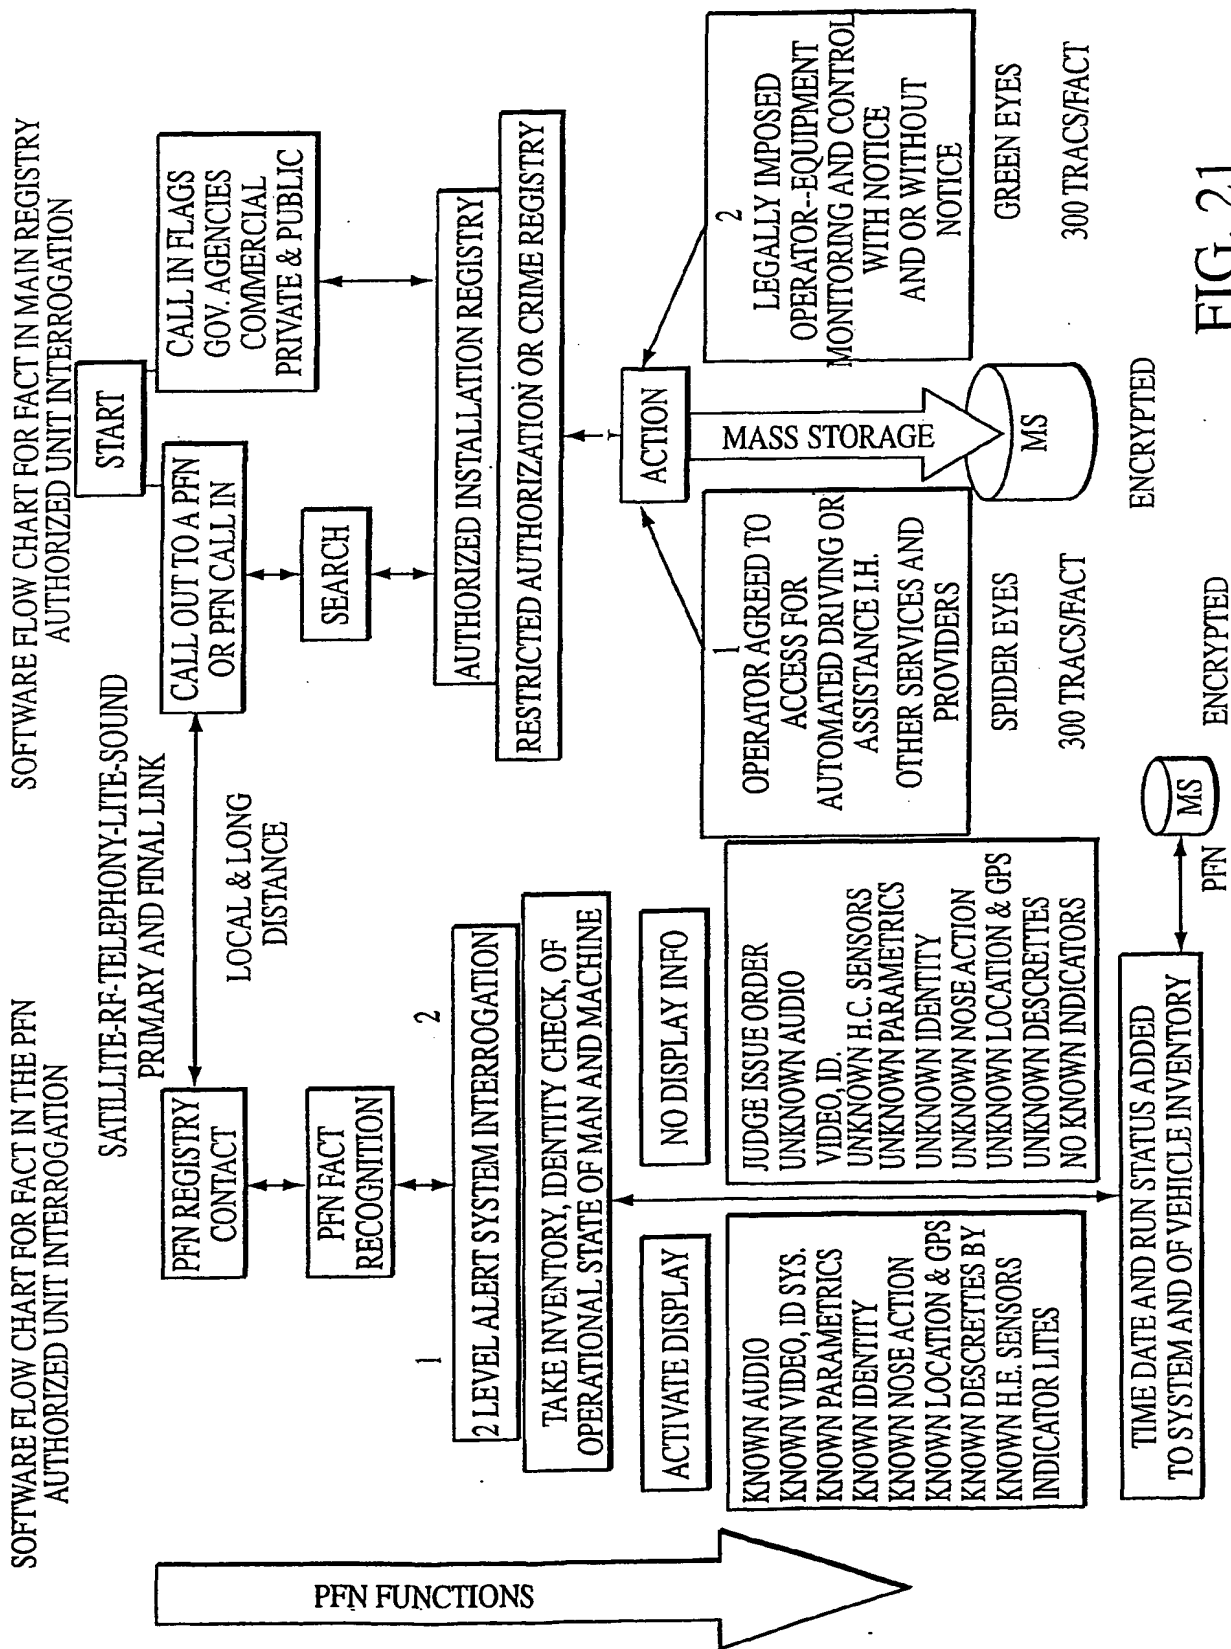 SOFTWARE FLOW CHART FOR FACT IN THE PFN
AUTHORIZED UNIT INTERROGATION
SOFTWARE FLOW CHART FOR FACT IN MAIN REGISTRY
AUTHORIZED UNIT INTERROGATION
SATILLITE-RF-TELEPHONY-LITE-SOUND
PRIMARY AND FINAL LINK
LOCAL & LONG
DISTANCE
PFN FUNCTIONS
PFN REGISTRY
CONTACT
PFN FACT
RECOGNITION
1
2
2 LEVEL ALERT SYSTEM INTERROGATION
TAKE INVENTORY, IDENTITY CHECK, OF
OPERATIONAL STATE OF MAN AND MACHINE
ACTIVATE DISPLAY
NO DISPLAY INFO
KNOWN AUDIO
KNOWN VIDEO, ID SYS.
KNOWN PARAMETRICS
KNOWN IDENTITY
KNOWN NOSE ACTION
KNOWN LOCATION & GPS
KNOWN DESCRETTES BY
KNOWN H.E. SENSORS
INDICATOR LITES
JUDGE ISSUE ORDER
UNKNOWN AUDIO
VIDEO, ID.
UNKNOWN H.C. SENSORS
UNKNOWN PARAMETRICS
UNKNOWN IDENTITY
UNKNOWN NOSE ACTION
UNKNOWN LOCATION & GPS
UNKNOWN DESCRETTES
NO KNOWN INDICATORS
TIME DATE AND RUN STATUS ADDED
TO SYSTEM AND OF VEHICLE INVENTORY
MS
PFN
ENCRYPTED
START
CALL OUT TO A PFN
OR PFN CALL IN
CALL IN FLAGS
GOV. AGENCIES
COMMERCIAL
PRIVATE & PUBLIC
SEARCH
AUTHORIZED INSTALLATION REGISTRY
RESTRICTED AUTHORIZATION OR CRIME REGISTRY
ACTION
MASS STORAGE
MS
ENCRYPTED
1
OPERATOR AGREED TO
ACCESS FOR
AUTOMATED DRIVING OR
ASSISTANCE I.H.
OTHER SERVICES AND
PROVIDERS
SPIDER EYES
300 TRACS/FACT
2
LEGALLY IMPOSED
OPERATOR--EQUIPMENT
MONITORING AND CONTROL
WITH NOTICE
AND OR WITHOUT
NOTICE
GREEN EYES
300 TRACS/FACT
FIG. 21